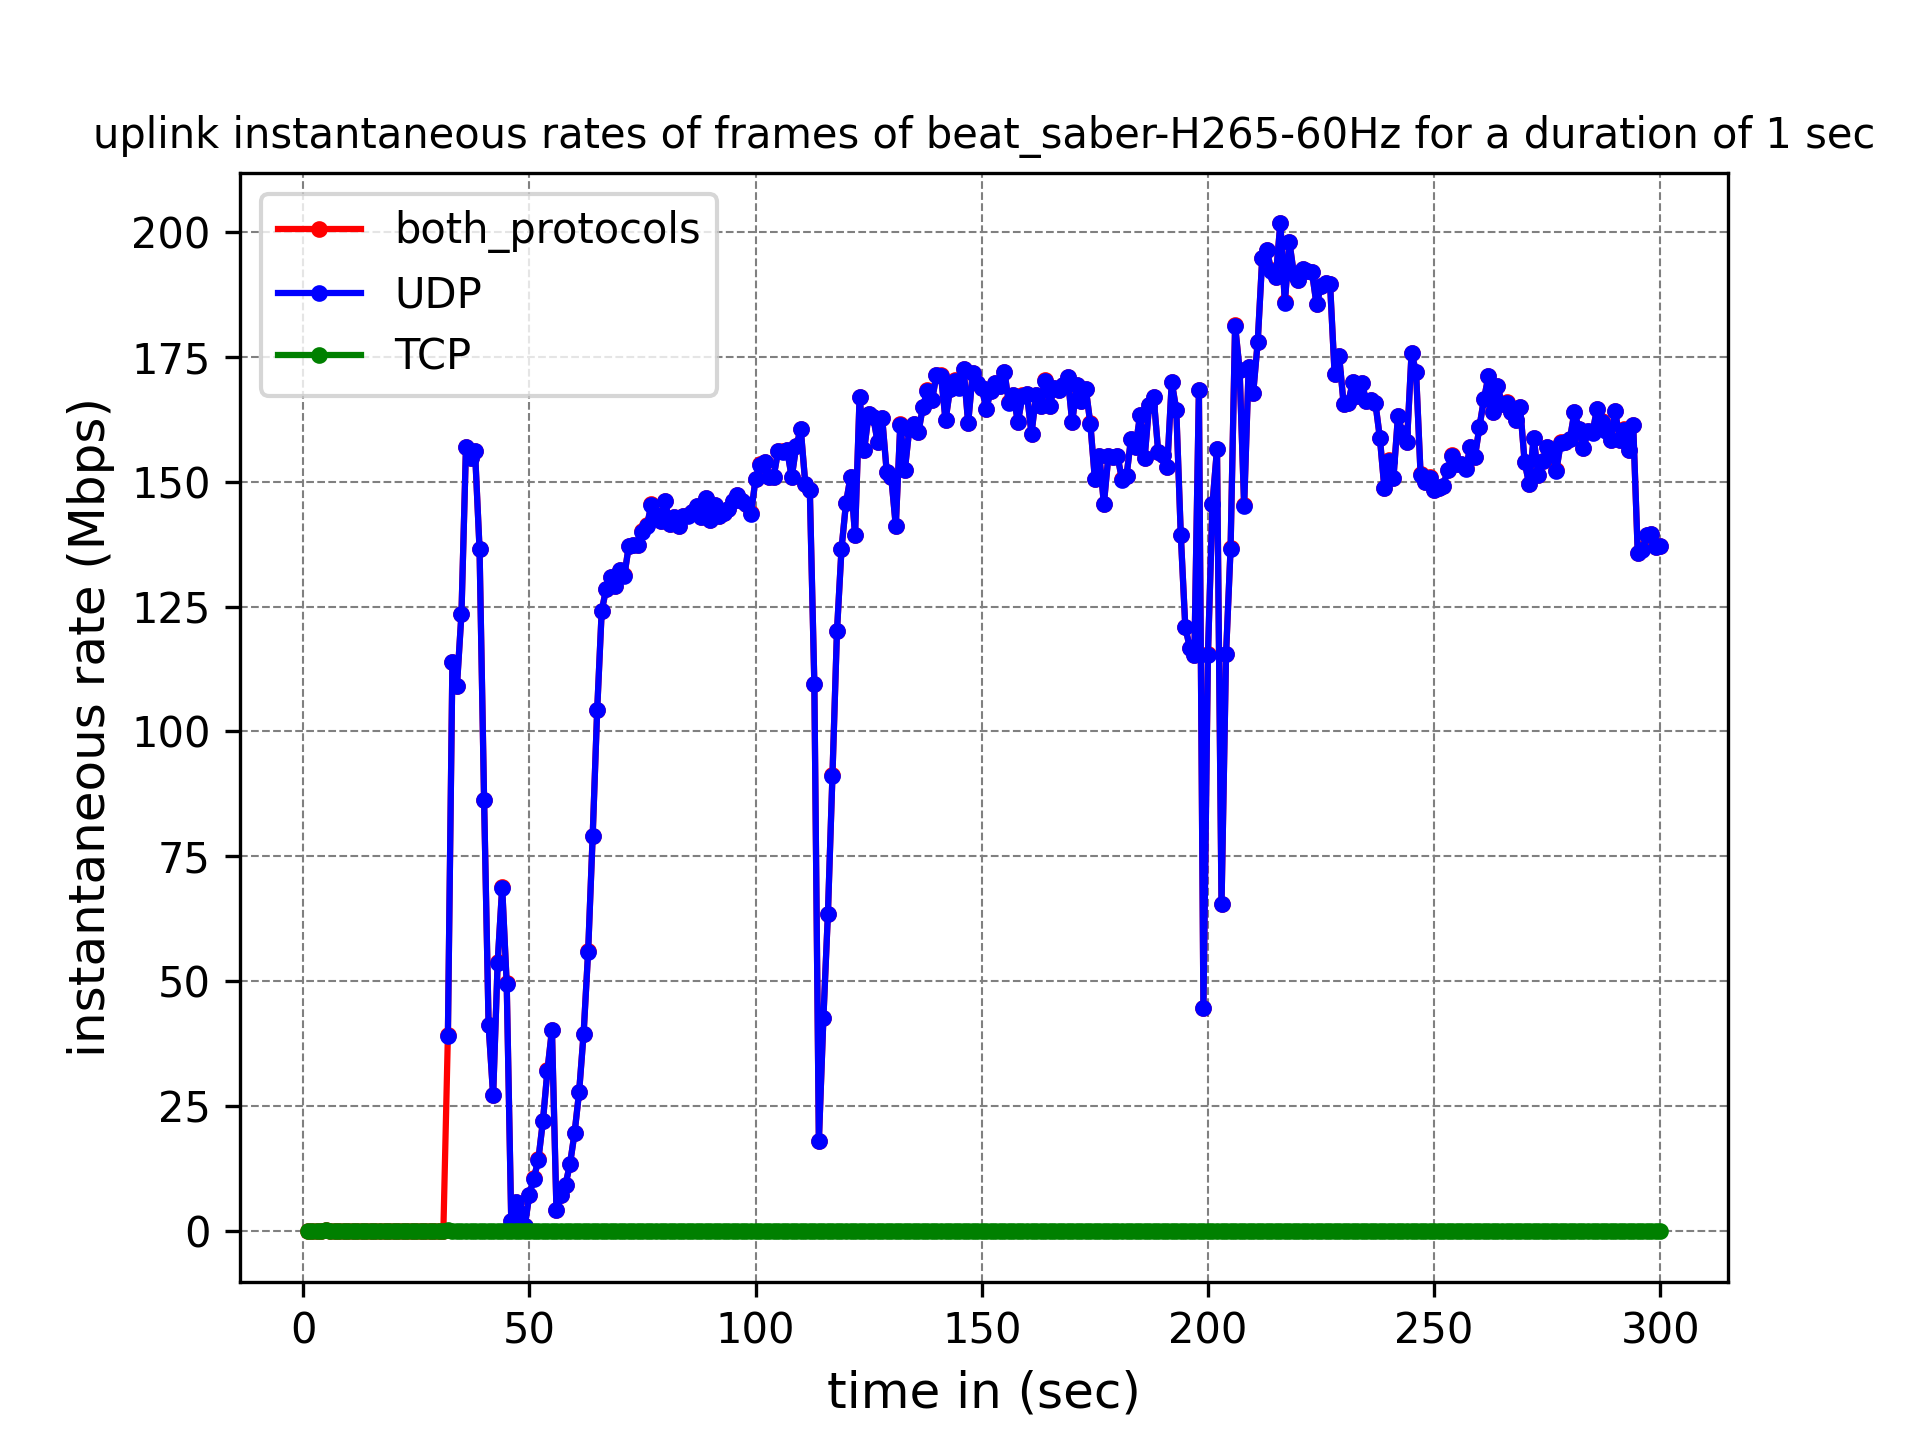 uplink instantaneous rates of frames of beat_saber-H265-60Hz for a duration of 1 sec
both_protocols
UDP
TCP
instantaneous rate (Mbps)
200
175
150
125
100
75
50
25
0
0 50 100 150 200 250 300
time in (sec)